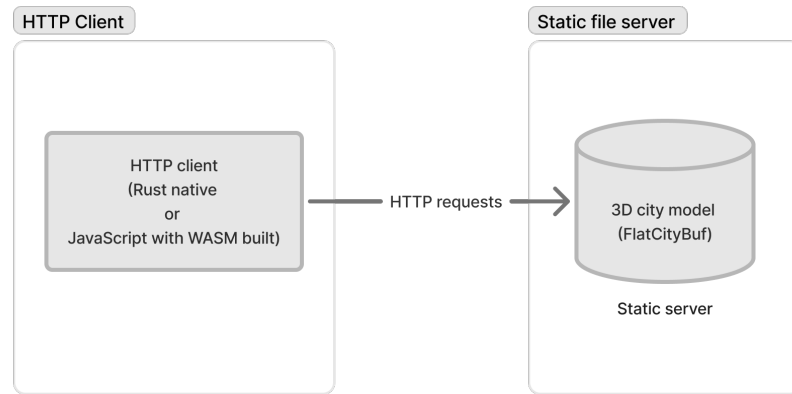 HTTP Client
Static file server
HTTP client
(Rust native
or
JavaScript with WASM built)
HTTP requests
3D city model
(FlatCityBuf)
Static server